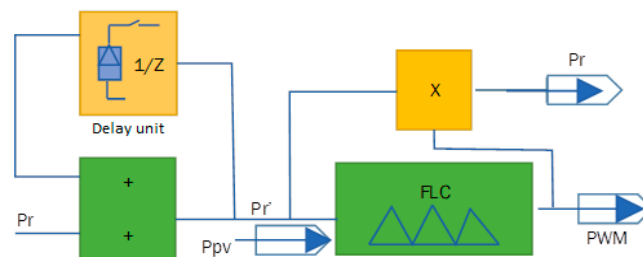 1/Z
Delay unit
X
Pr
+
+
Pr
Pr'
Ppv
FLC
PWM